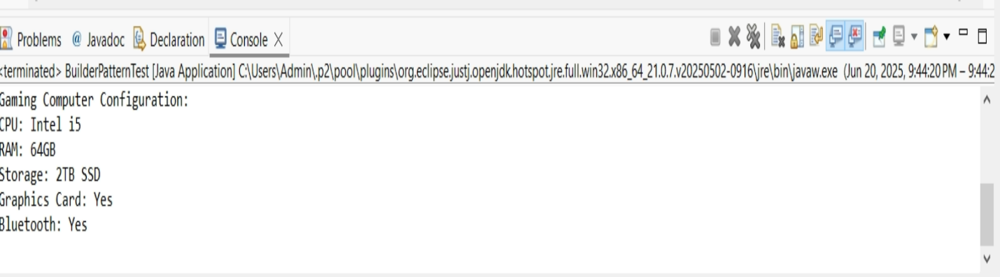 Problems @ Javadoc Declaration Console
<terminated> BuilderPatternTest [Java Application] C:\Users\Admin\.p2\pool\plugins\org.eclipse.justj.openjdk.hotspot.jre.full.win32.x86_64_21.0.7.v20250502-0916\jre\bin\javaw.exe (Jun 20, 2025, 9:44:20 PM – 9:44:2
Gaming Computer Configuration:
CPU: Intel i5
RAM: 64GB
Storage: 2TB SSD
Graphics Card: Yes
Bluetooth: Yes